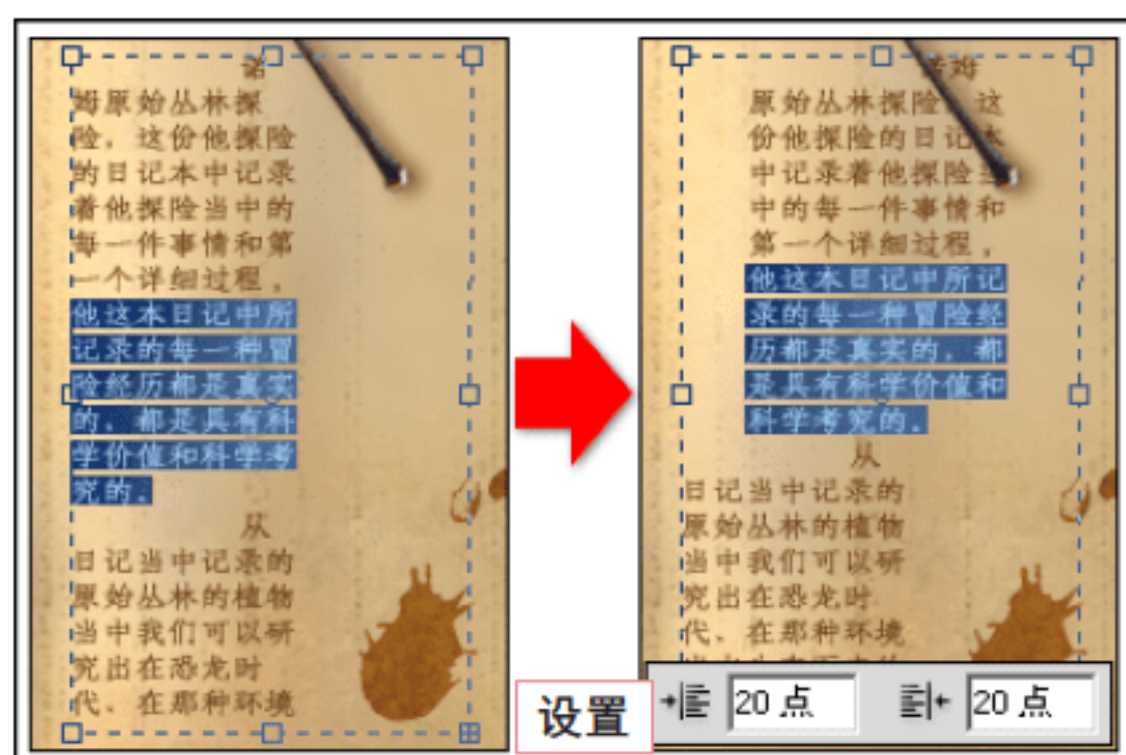 诺
姆原始丛林探
险，这份他探险
的日记本中记录
着他探险当中的
每一件事情和第
一个详细过程，
他这本日记中所
记录的每一种冒
险经历都是真实
的。都是具有科
学价值和科学考
究的。
从
日记当中记录的
原始丛林的植物
当中我们可以研
究出在恐龙时
代、在那种环境
诺姆
原始丛林探险 这
份他探险的日记本
中记录着他探险当
中的每一件事情和
第一个详细过程，
他这本日记中所记
录的每一种冒险经
历都是真实的。都
是具有科学价值和
科学考究的。
从
日记当中记录的
原始丛林的植物
当中我们可以研
究出在恐龙时
代、在那种环境
设置
20 点
20 点